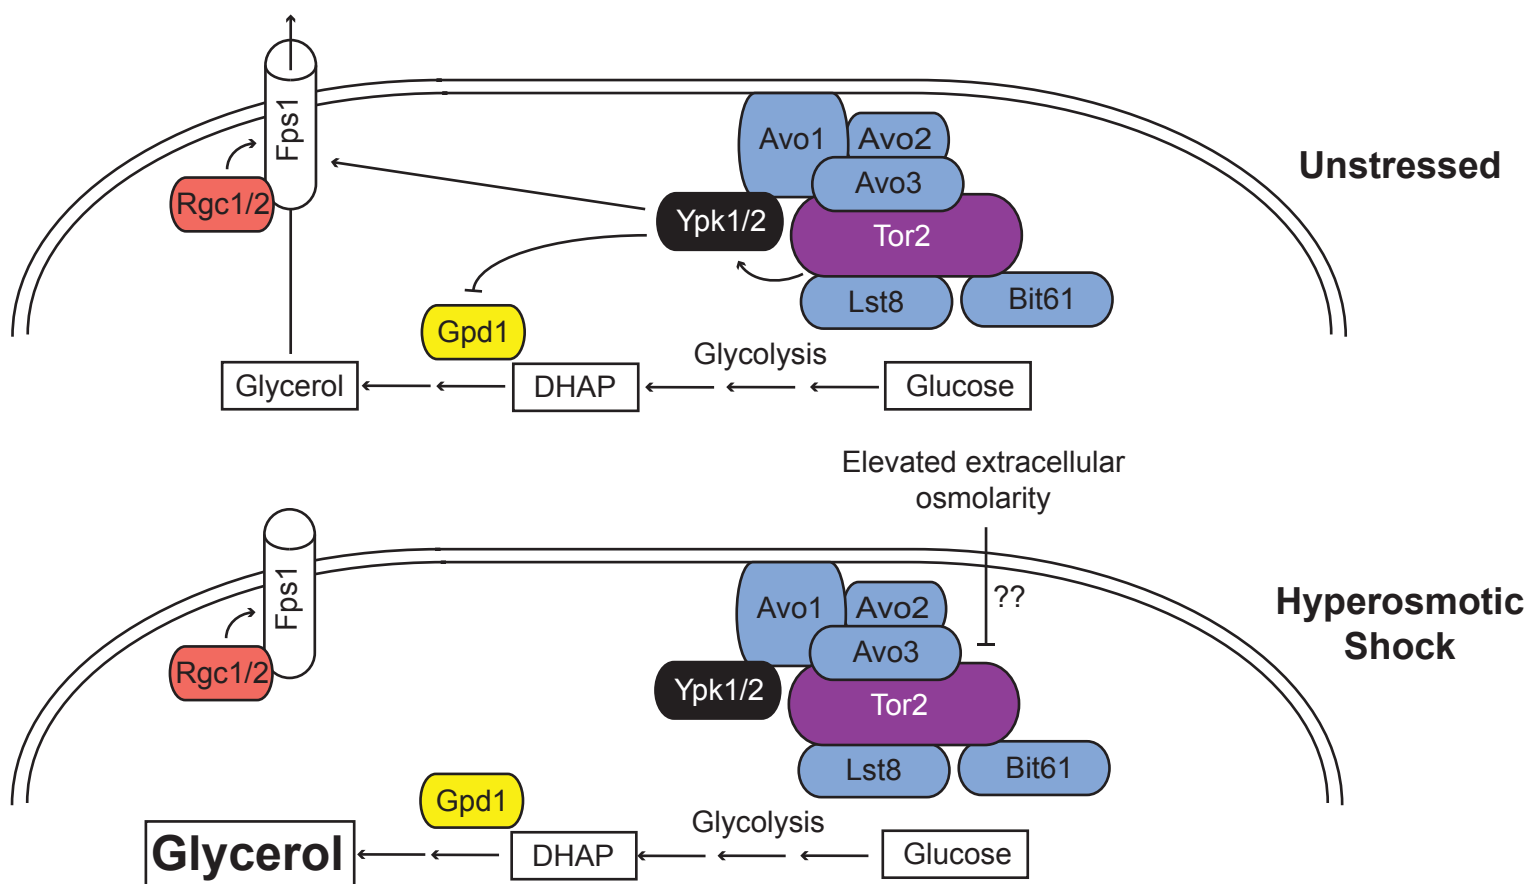 Fps1
Rgc1/2
Avo1
Avo2
Avo3
Ypk1/2
Tor2
Lst8
Bit61
Gpd1
Glycolysis
Glycerol
DHAP
Glucose
Unstressed
Elevated extracellular
osmolarity
??
Fps1
Rgc1/2
Avo1
Avo2
Avo3
Ypk1/2
Tor2
Lst8
Bit61
Gpd1
Glycolysis
Glycerol
DHAP
Glucose
Hyperosmotic
Shock